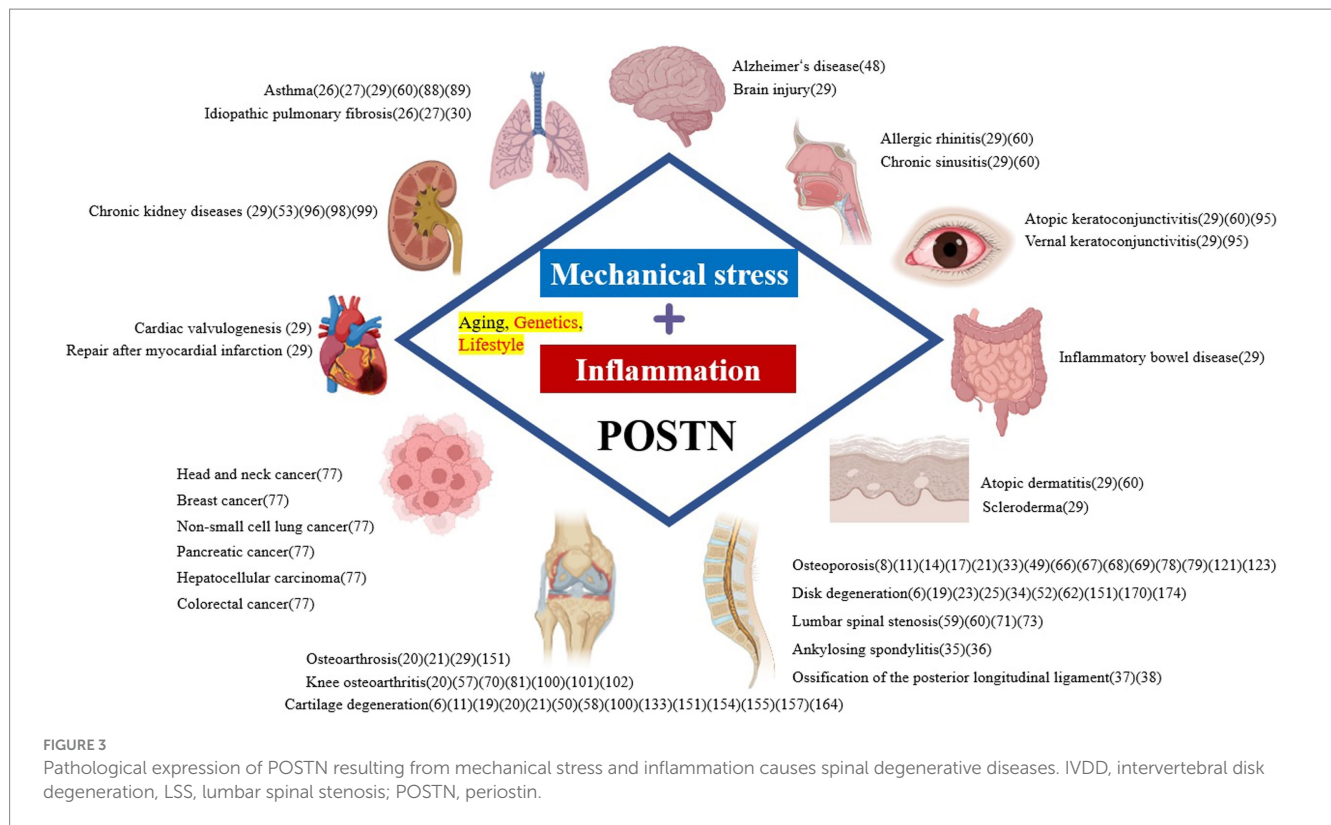 Alzheimer's disease(48)
Brain injury(29)
Asthma(26)(27)(29)(60)(88)(89)
Idiopathic pulmonary fibrosis(26)(27)(30)
Allergic rhinitis(29)(60)
Chronic sinusitis(29)(60)
Chronic kidney diseases (29)(53)(96)(98)(99)
Atopic keratoconjunctivitis(29)(60)(95)
Vernal keratoconjunctivitis(29)(95)
Mechanical stress
+
Aging, Genetics,
Lifestyle
Inflammation
POSTN
Cardiac valvulogenesis (29)
Repair after myocardial infarction (29)
Inflammatory bowel disease(29)
Head and neck cancer(77)
Breast cancer(77)
Non-small cell lung cancer(77)
Pancreatic cancer(77)
Hepatocellular carcinoma(77)
Colorectal cancer(77)
Atopic dermatitis(29)(60)
Scleroderma(29)
Osteoporosis(8)(11)(14)(17)(21)(33)(49)(66)(67)(68)(69)(78)(79)(121)(123)
Disk degeneration(6)(19)(23)(25)(34)(52)(62)(151)(170)(174)
Lumbar spinal stenosis(59)(60)(71)(73)
Ankylosing spondylitis(35)(36)
Ossification of the posterior longitudinal ligament(37)(38)
Osteoarthrosis(20)(21)(29)(151)
Knee osteoarthritis(20)(57)(70)(81)(100)(101)(102)
Cartilage degeneration(6)(11)(19)(20)(21)(50)(58)(100)(133)(151)(154)(155)(157)(164)
FIGURE 3
Pathological expression of POSTN resulting from mechanical stress and inflammation causes spinal degenerative diseases. IVDD, intervertebral disk
degeneration, LSS, lumbar spinal stenosis; POSTN, periostin.